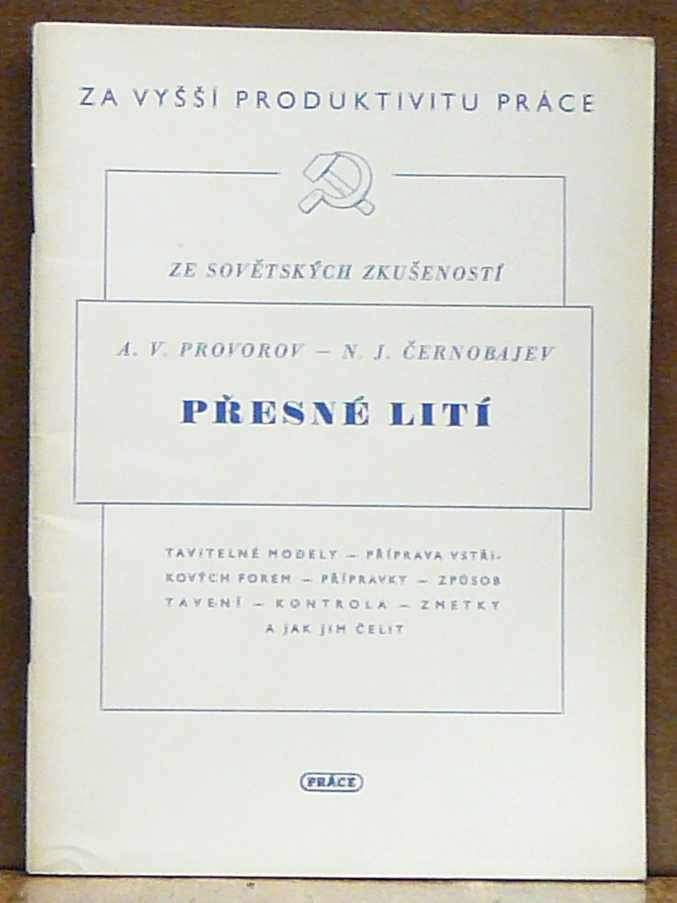 ZA VYŠŠÍ PRODUKTIVITU PRÁCE
ZE SOVĚTSKÝCH ZKUŠENOSTÍ
A. V. PROVOROV – N. J. ČERNOBAJEV
PŘESNÉ LITÍ
TAVITELNÉ MODELY – PŘÍPRAVA VSTŘI-
KOVÝCH FOREM – PŘÍPRAVKY – ZPŮSOB
TAVENÍ – KONTROLA – ZMETKY
A JAK JIM ČELIT
PRÁCE